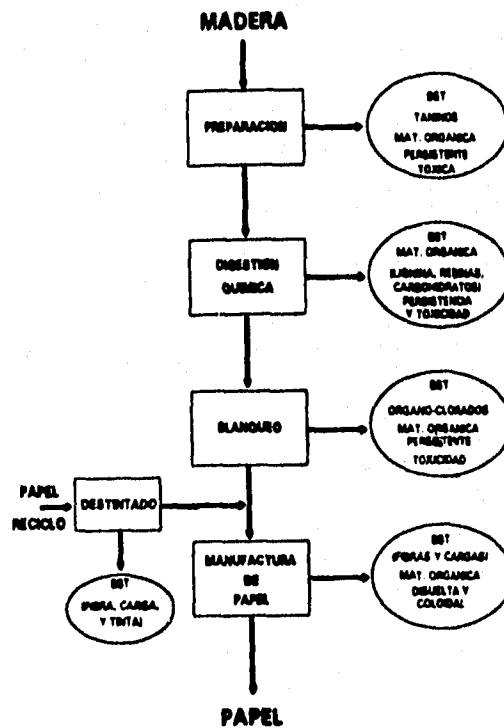 MADERA
PREPARACION
SST
TANINOS
MAT. ORGANICA
PERSISTENTE
TOXICA
DIGESTION
QUIMICA
SST
MAT. ORGANICA
(LIGNINA, RESINAS,
CARBOHIDRATOS)
PERSISTENCIA
Y TOXICIDAD
BLANQUEO
SST
ORGANO-CLORADOS
MAT. ORGANICA
PERSISTENTE
TOXICIDAD
PAPEL
RECICLO
DESTINTADO
SST
(FIBRA, CARGA,
Y TINTA)
MANUFACTURA
DE
PAPEL
SST
(FIBRAS Y CARGAS)
MAT. ORGANICA
DISUELTA Y
COLOIDAL
PAPEL